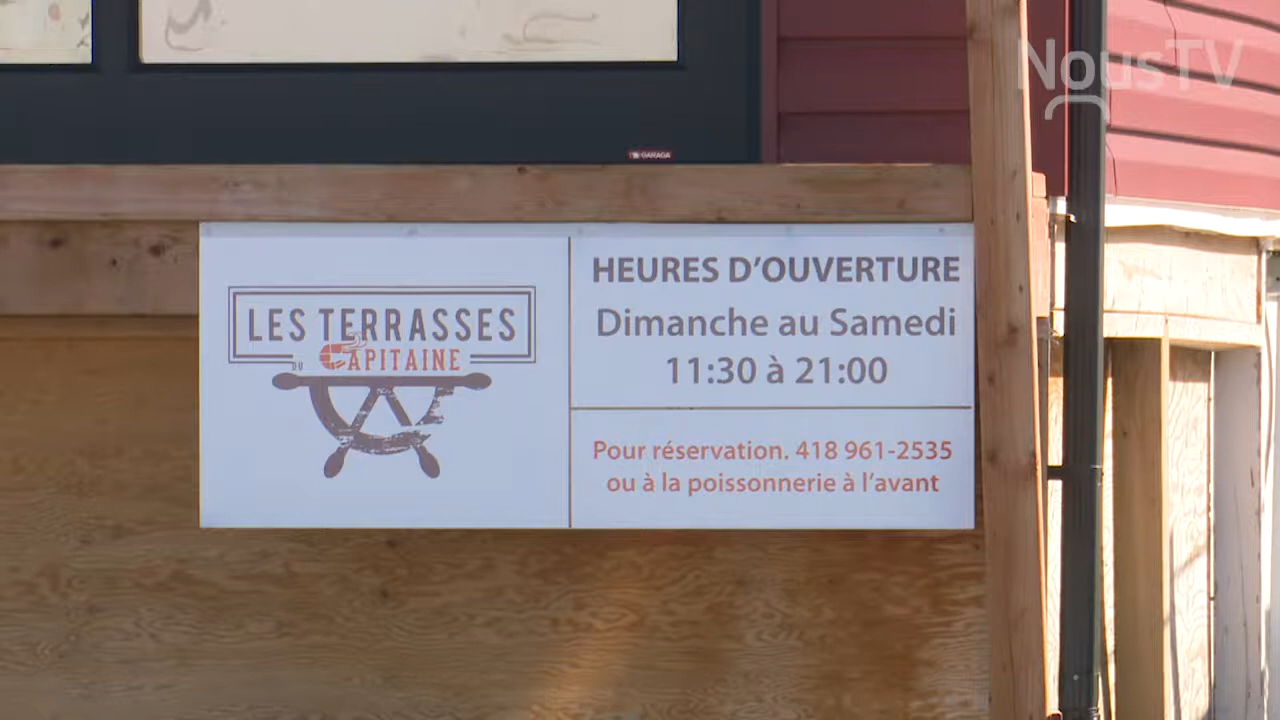 NousTV
GARAGA
LES TERRASSES
DU CAPITAINE
HEURES D'OUVERTURE
Dimanche au Samedi
11:30 à 21:00
Pour réservation. 418 961-2535
ou à la poissonnerie à l'avant